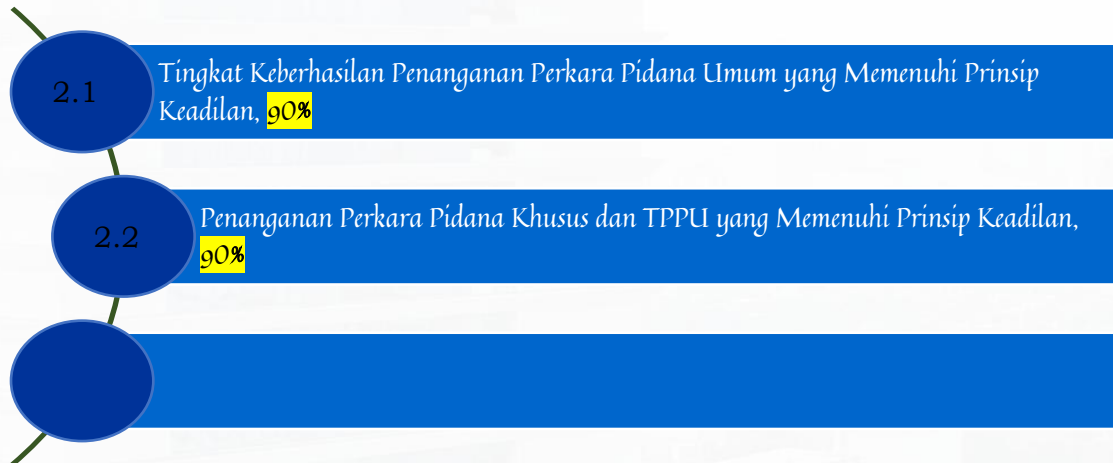 2.1
Tingkat Keberhasilan Penanganan Perkara Pidana Umum yang Memenuhi Prinsip
Keadilan, 90%
2.2
Penanganan Perkara Pidana Khusus dan TPPU yang Memenuhi Prinsip Keadilan,
90%